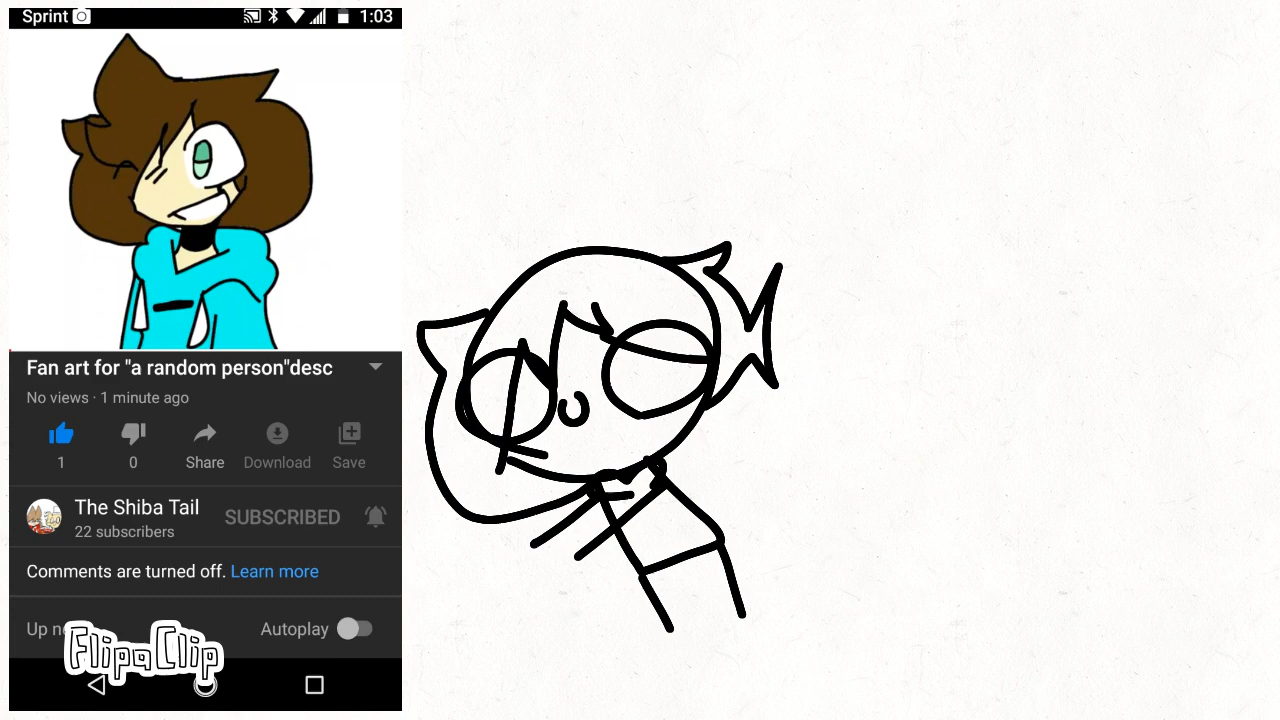 Sprint 1:03
Fan art for "a random person"desc
No views · 1 minute ago
1 0 Share Download Save
The Shiba Tail SUBSCRIBED
22 subscribers
Comments are turned off. Learn more
Up Autoplay
FlipaClip